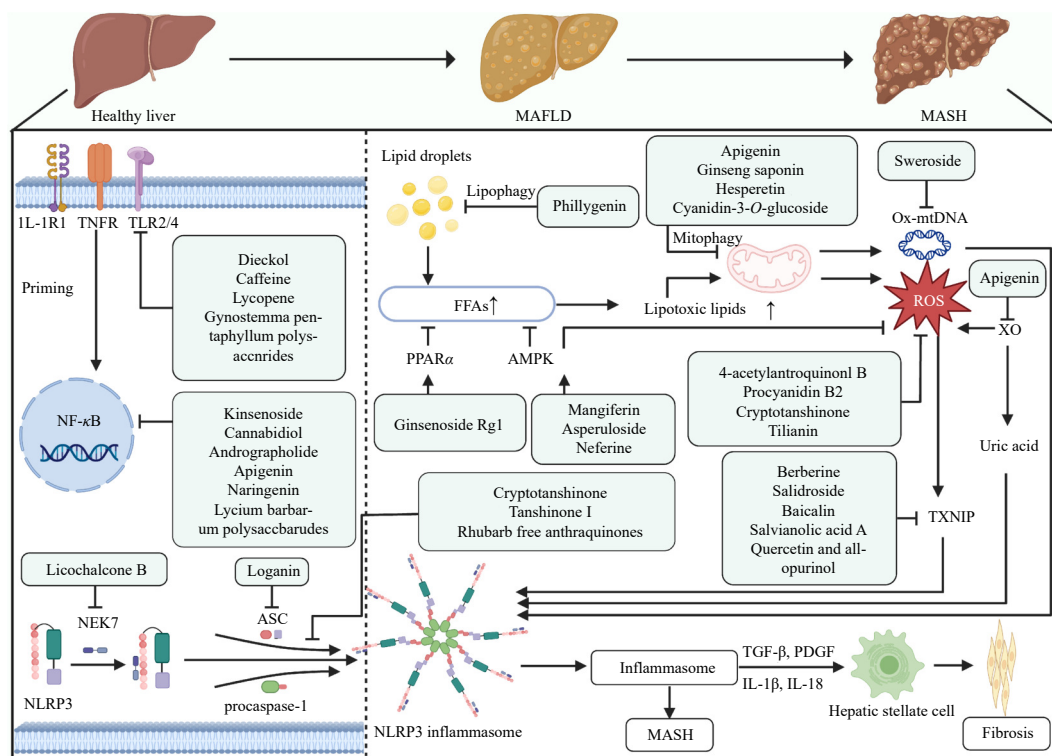 Healthy liver
MAFLD
MASH
1L-1R1
TNFR
TLR2/4
Priming
Dieckol
Caffeine
Lycopene
Gynostemma pen-
taphyllum polys-
accnrides
NF-κB
Kinsenoside
Cannabidiol
Andrographolide
Apigenin
Naringenin
Lycium barbar-
um polysaccbarudes
Licochalcone B
NEK7
Loganin
ASC
NLRP3
procaspase-1
Lipid droplets
Lipophagy
Phillygenin
Apigenin
Ginseng saponin
Hesperetin
Cyanidin-3-O-glucoside
Mitophagy
Sweroside
Ox-mtDNA
ROS
Apigenin
XO
FFAs↑
Lipotoxic lipids ↑
PPARα
AMPK
Ginsenoside Rg1
Mangiferin
Asperuloside
Neferine
4-acetylantroquinonl B
Procyanidin B2
Cryptotanshinone
Tilianin
Uric acid
Cryptotanshinone
Tanshinone I
Rhubarb free anthraquinones
Berberine
Salidroside
Baicalin
Salvianolic acid A
Quercetin and all-
opurinol
TXNIP
NLRP3 inflammasome
Inflammasome
MASH
TGF-β, PDGF
IL-1β, IL-18
Hepatic stellate cell
Fibrosis